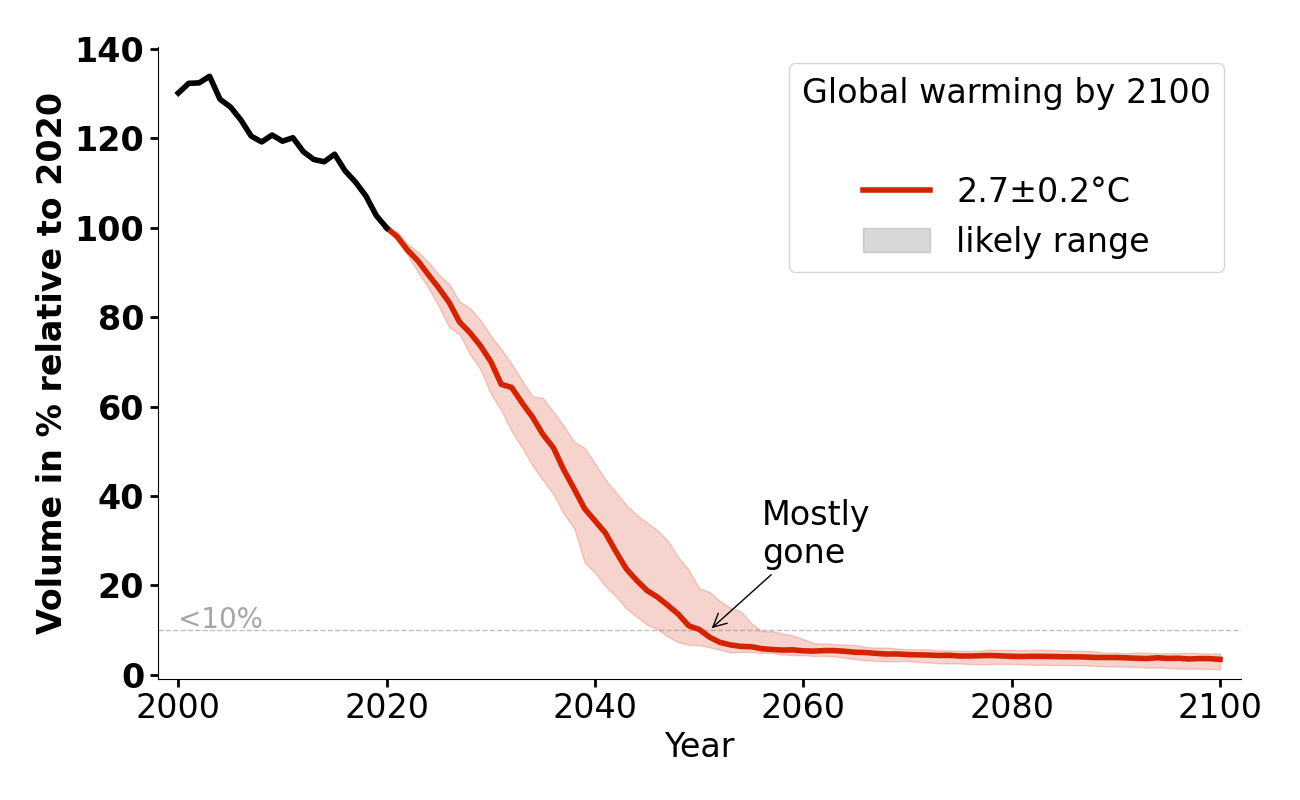 140
120
100
80
60
40
20
0
Volume in % relative to 2020
Global warming by 2100
2.7±0.2°C
likely range
Mostly
gone
<10%
2000 2020 2040 2060 2080 2100
Year